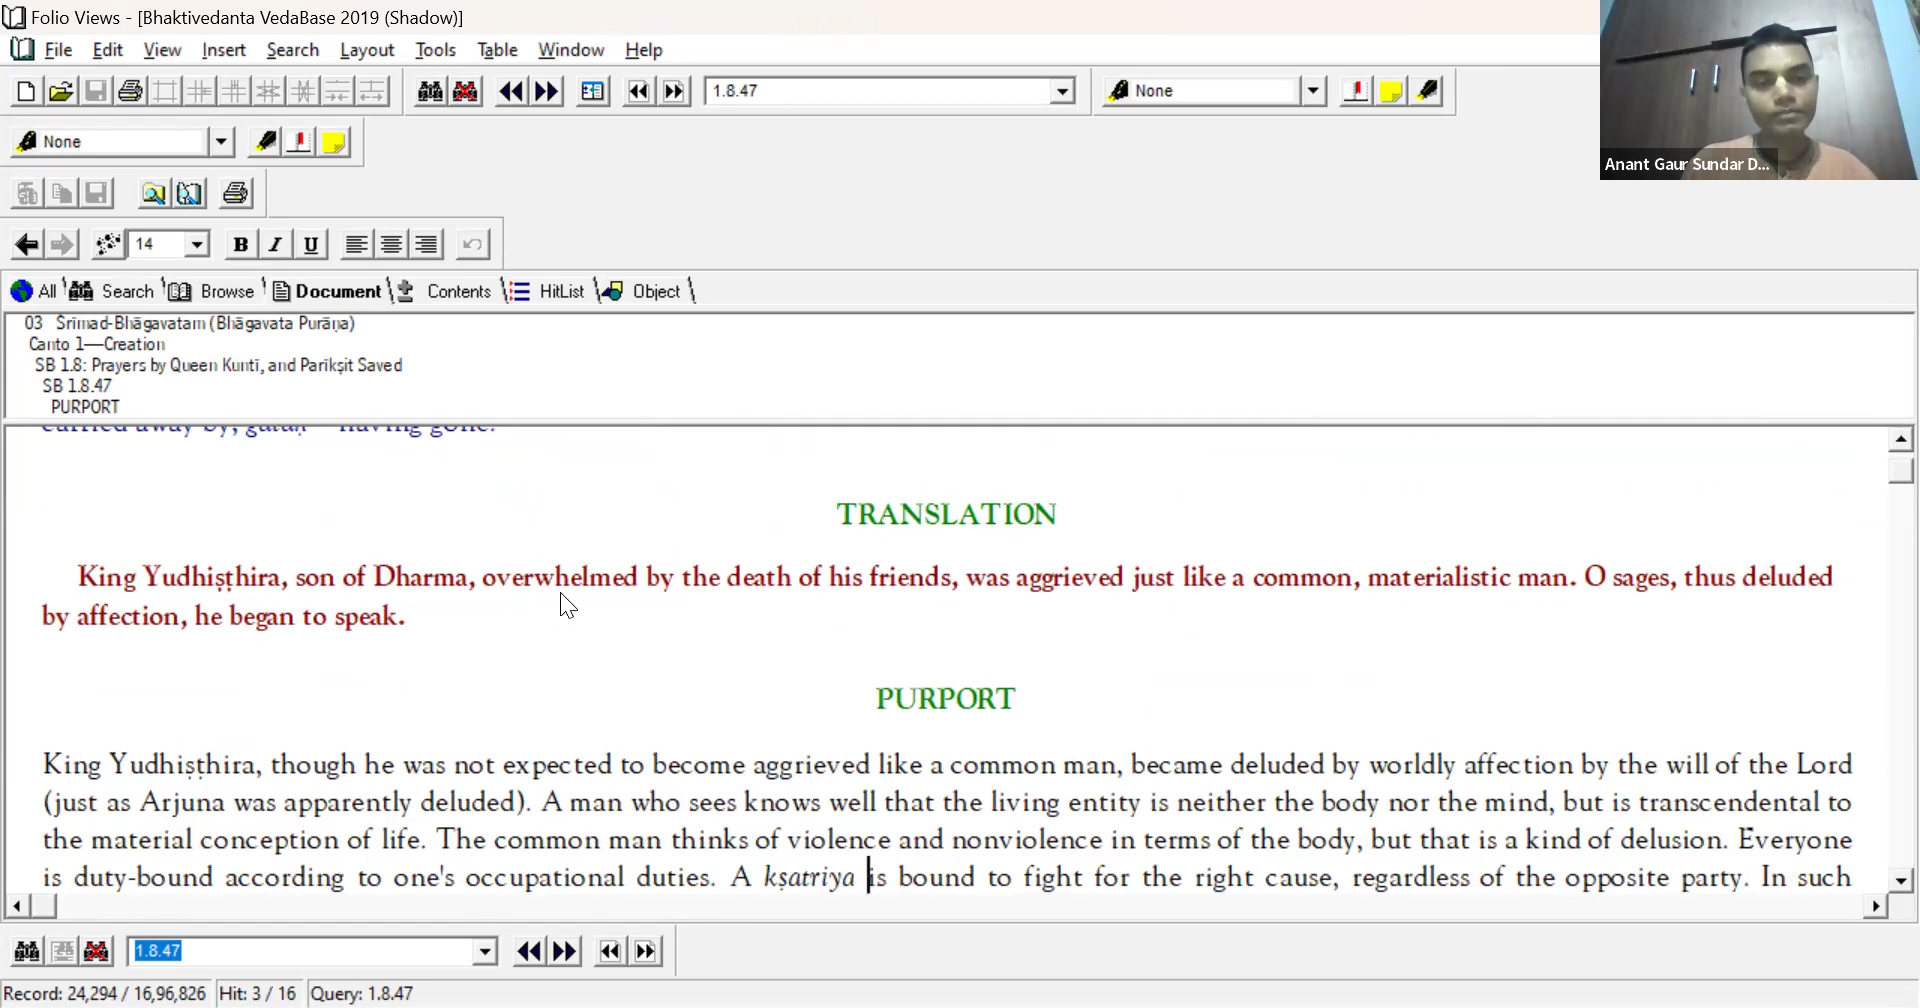 Folio Views - [Bhaktivedanta VedaBase 2019 (Shadow)]
File Edit View Insert Search Layout Tools Table Window Help
1.8.47 None
None
Anant Gaur Sundar D...
14 B I U
All Search Browse Document Contents HitList Object
03 Śrīmad-Bhāgavatam (Bhāgavata Purāṇa)
Canto 1—Creation
SB 1.8: Prayers by Queen Kuntī, and Parīkṣit Saved
SB 1.8.47
PURPORT
carried away by; gataḥ—having gone.
TRANSLATION
King Yudhiṣṭhira, son of Dharma, overwhelmed by the death of his friends, was aggrieved just like a common, materialistic man. O sages, thus deluded
by affection, he began to speak.
PURPORT
King Yudhiṣṭhira, though he was not expected to become aggrieved like a common man, became deluded by worldly affection by the will of the Lord
(just as Arjuna was apparently deluded). A man who sees knows well that the living entity is neither the body nor the mind, but is transcendental to
the material conception of life. The common man thinks of violence and nonviolence in terms of the body, but that is a kind of delusion. Everyone
is duty-bound according to one's occupational duties. A kṣatriya is bound to fight for the right cause, regardless of the opposite party. In such
1.8.47
Record: 24,294 / 16,96,826 Hit: 3 / 16 Query: 1.8.47